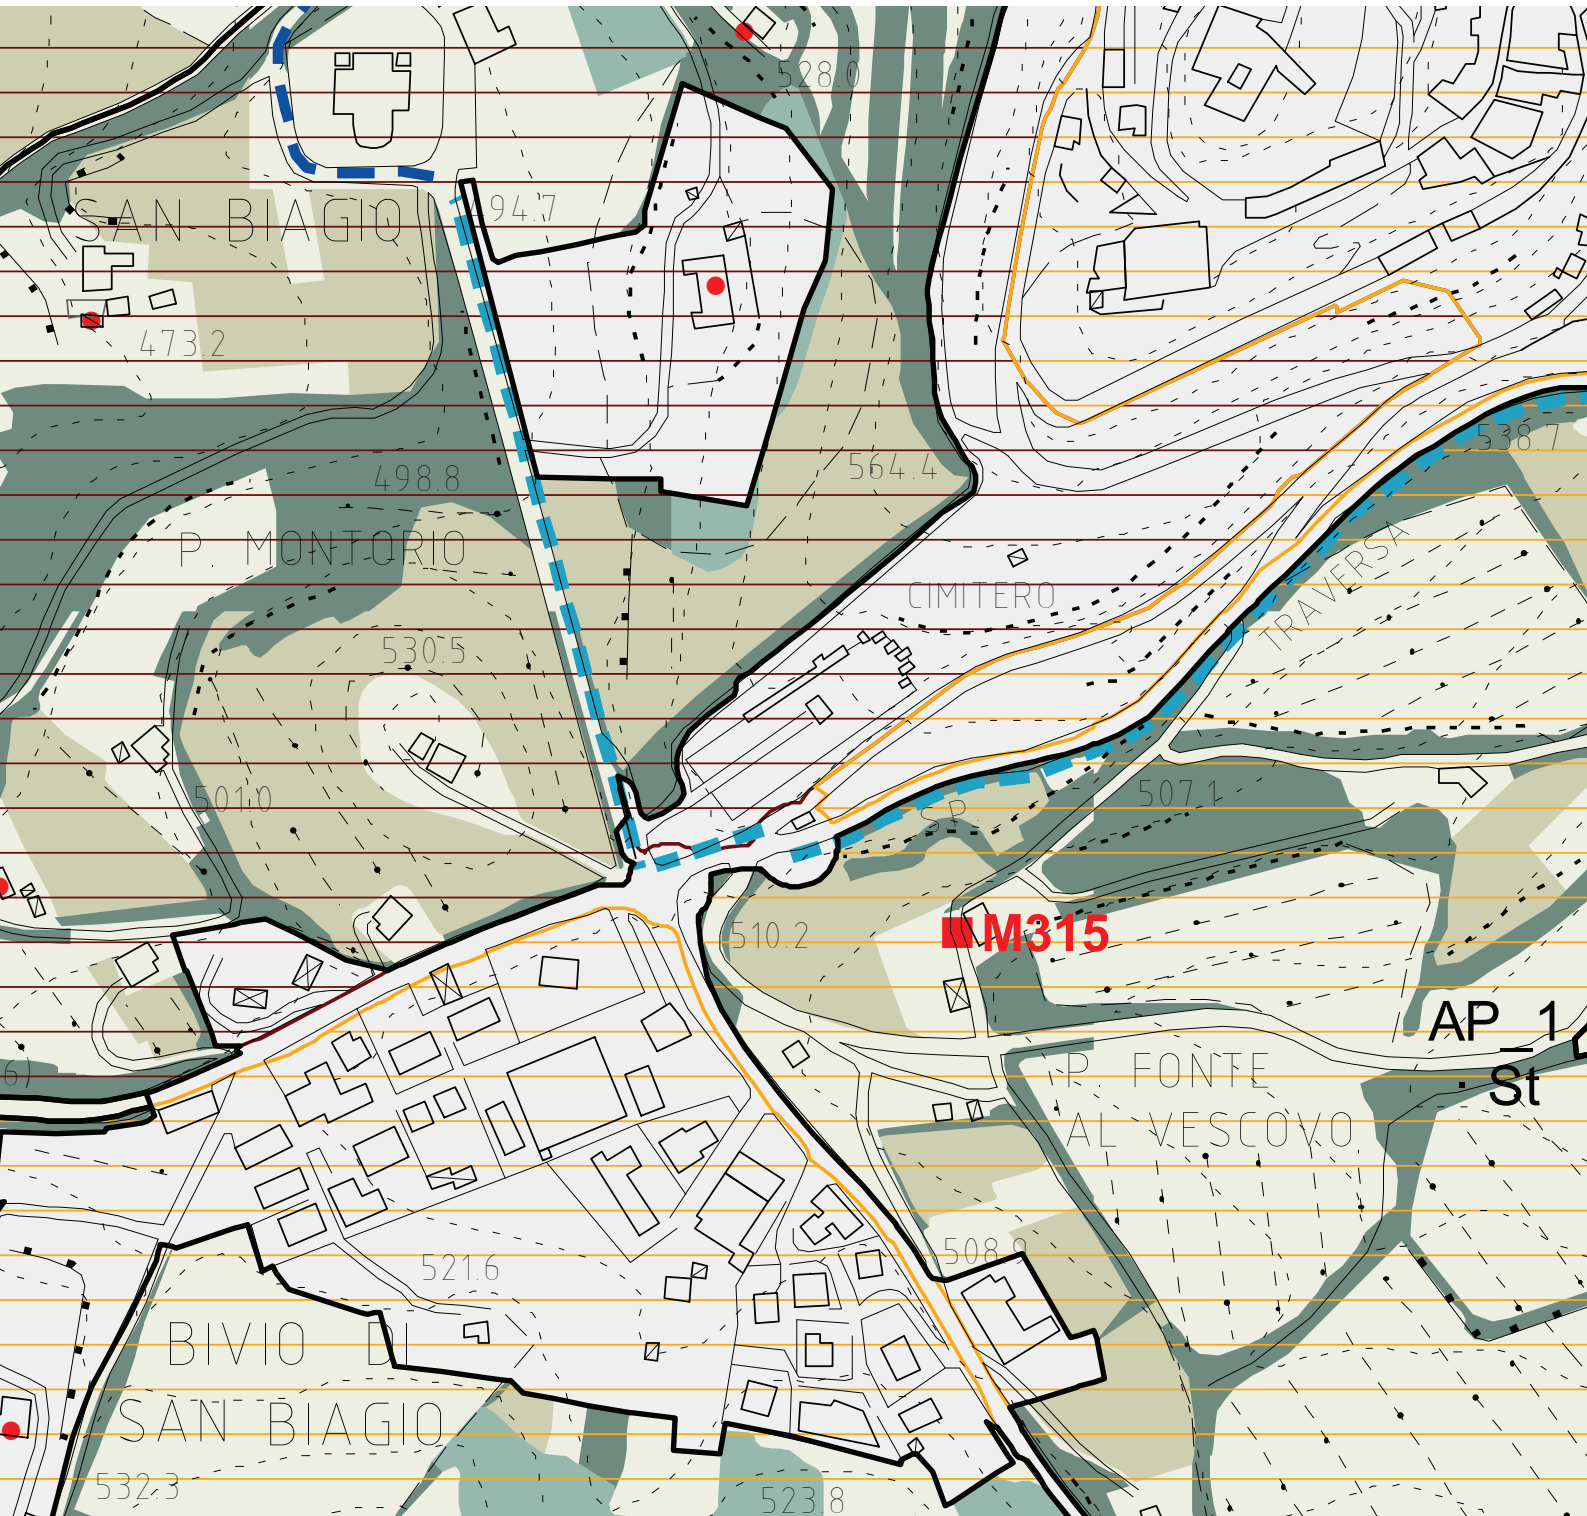 528.0
SAN BIAGIO
494.7
473.2
538.7
564.4
498.8
P. MONTORIO
TRAVERSA
CIMITERO
530.5
501.0
507.1
S.P.
M315
510.2
AP_1
St
6)
P. FONTE
AL VESCOVO
508.9
521.6
BIVIO DI
SAN BIAGIO
532.3
523.8